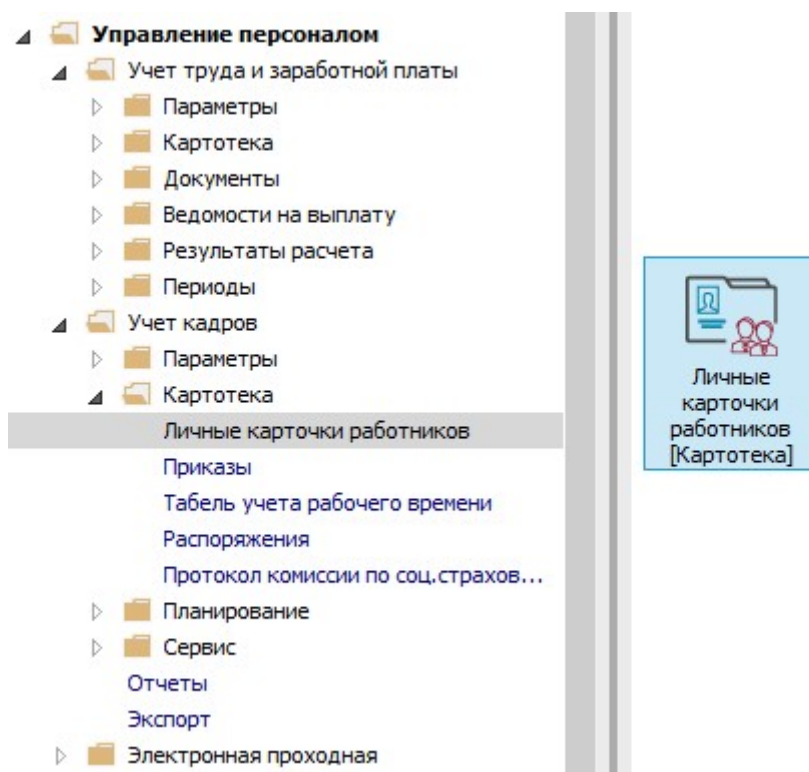 Управление персоналом
Учет труда и заработной платы
Параметры
Картотека
Документы
Ведомости на выплату
Результаты расчета
Периоды
Учет кадров
Параметры
Картотека
Личные карточки работников
Приказы
Табель учета рабочего времени
Распоряжения
Протокол комиссии по соц.страхов...
Планирование
Сервис
Отчеты
Экспорт
Электронная проходная
Личные
карточки
работников
[Картотека]